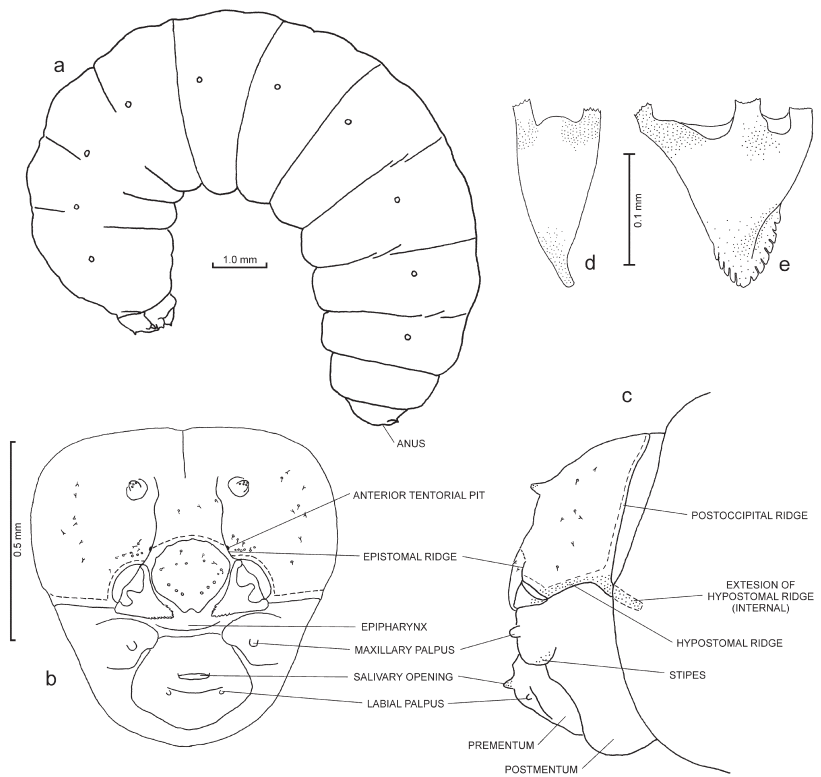 a
d
e
0.1 mm
1.0 mm
c
ANUS
0.5 mm
ANTERIOR TENTORIAL PIT
POSTOCCIPITAL RIDGE
EPISTOMAL RIDGE
EXTESION OF
HYPOSTOMAL RIDGE
(INTERNAL)
EPIPHARYNX
HYPOSTOMAL RIDGE
MAXILLARY PALPUS
b
SALIVARY OPENING
STIPES
LABIAL PALPUS
PREMENTUM
POSTMENTUM